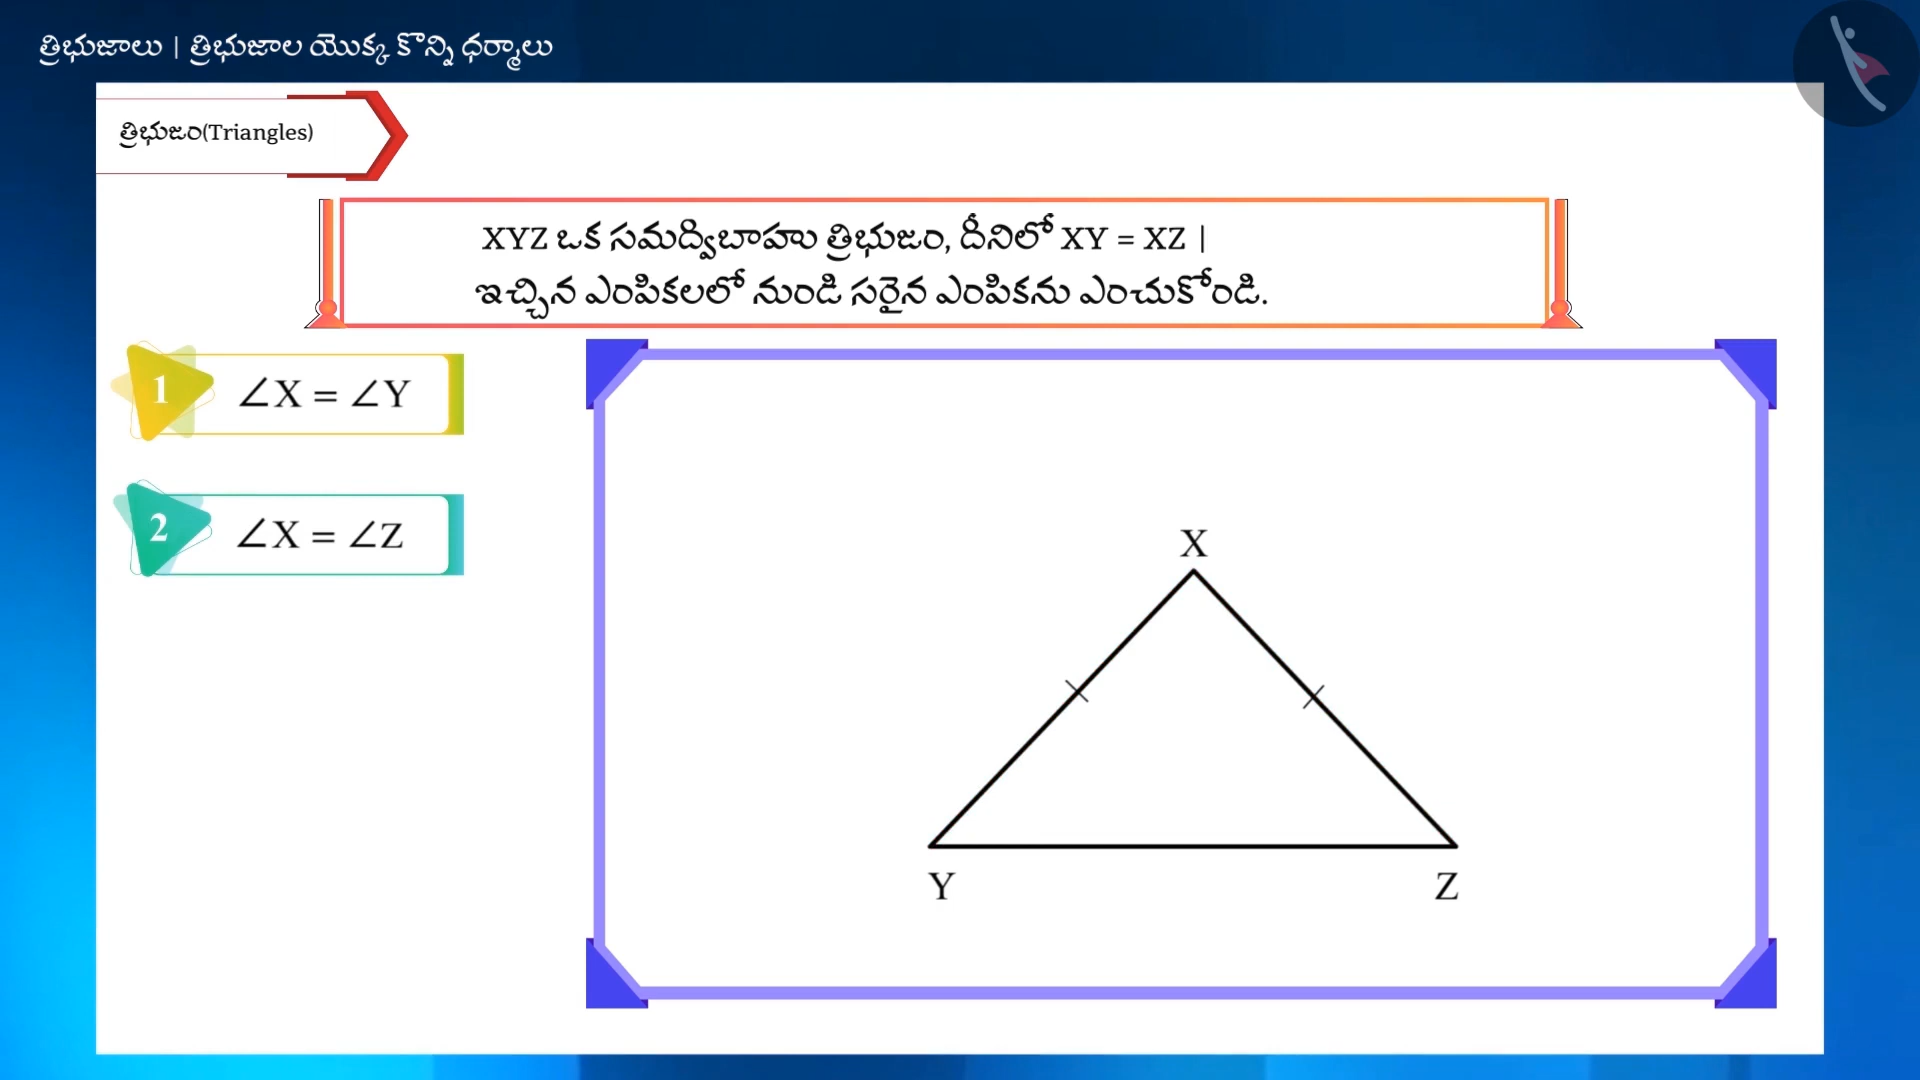 త్రిభుజాలు | త్రిభుజాల యొక్క కొన్ని ధర్మాలు
త్రిభుజం(Triangles)
XYZ ఒక సమద్విబాహు త్రిభుజం, దీనిలో XY = XZ |
ఇచ్చిన ఎంపికలలో నుండి సరైన ఎంపికను ఎంచుకోండి.
1 ∠X = ∠Y
2 ∠X = ∠Z
X
Y Z